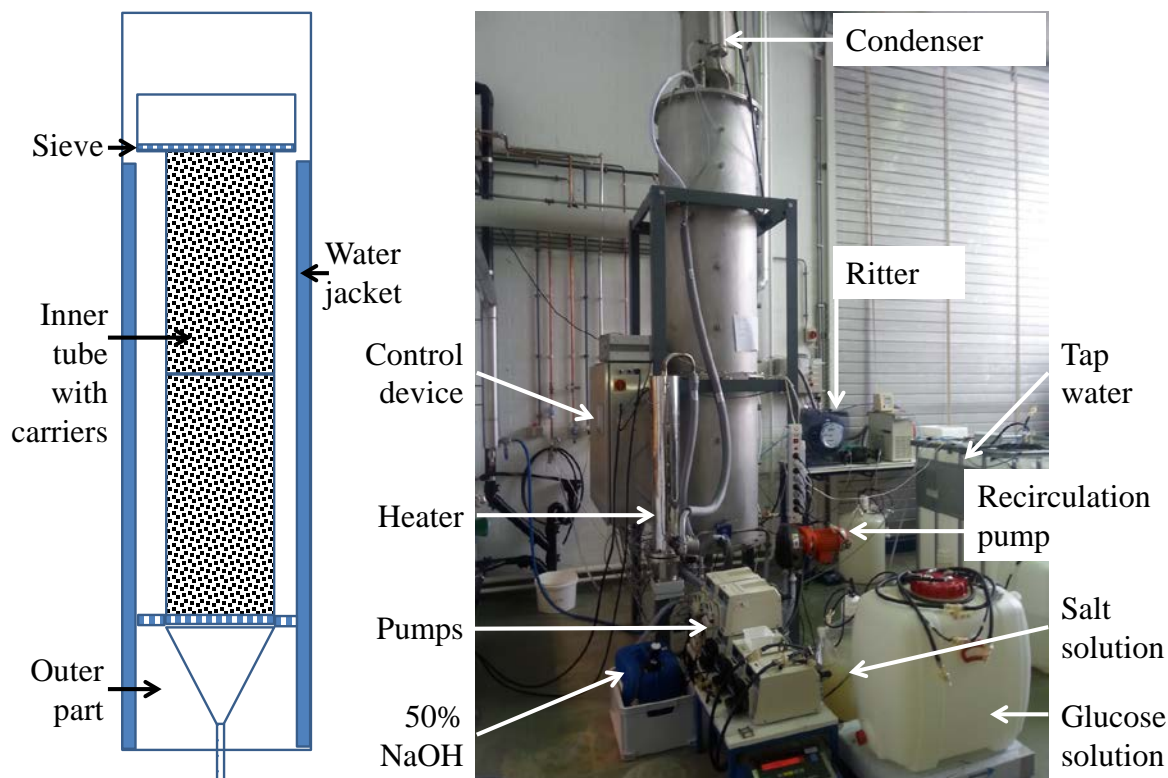 Sieve
Water
jacket
Inner
tube
with
carriers
Outer
part
Condenser
Ritter
Control
device
Tap
water
Heater
Recirculation
pump
Pumps
Salt
solution
50%
NaOH
Glucose
solution